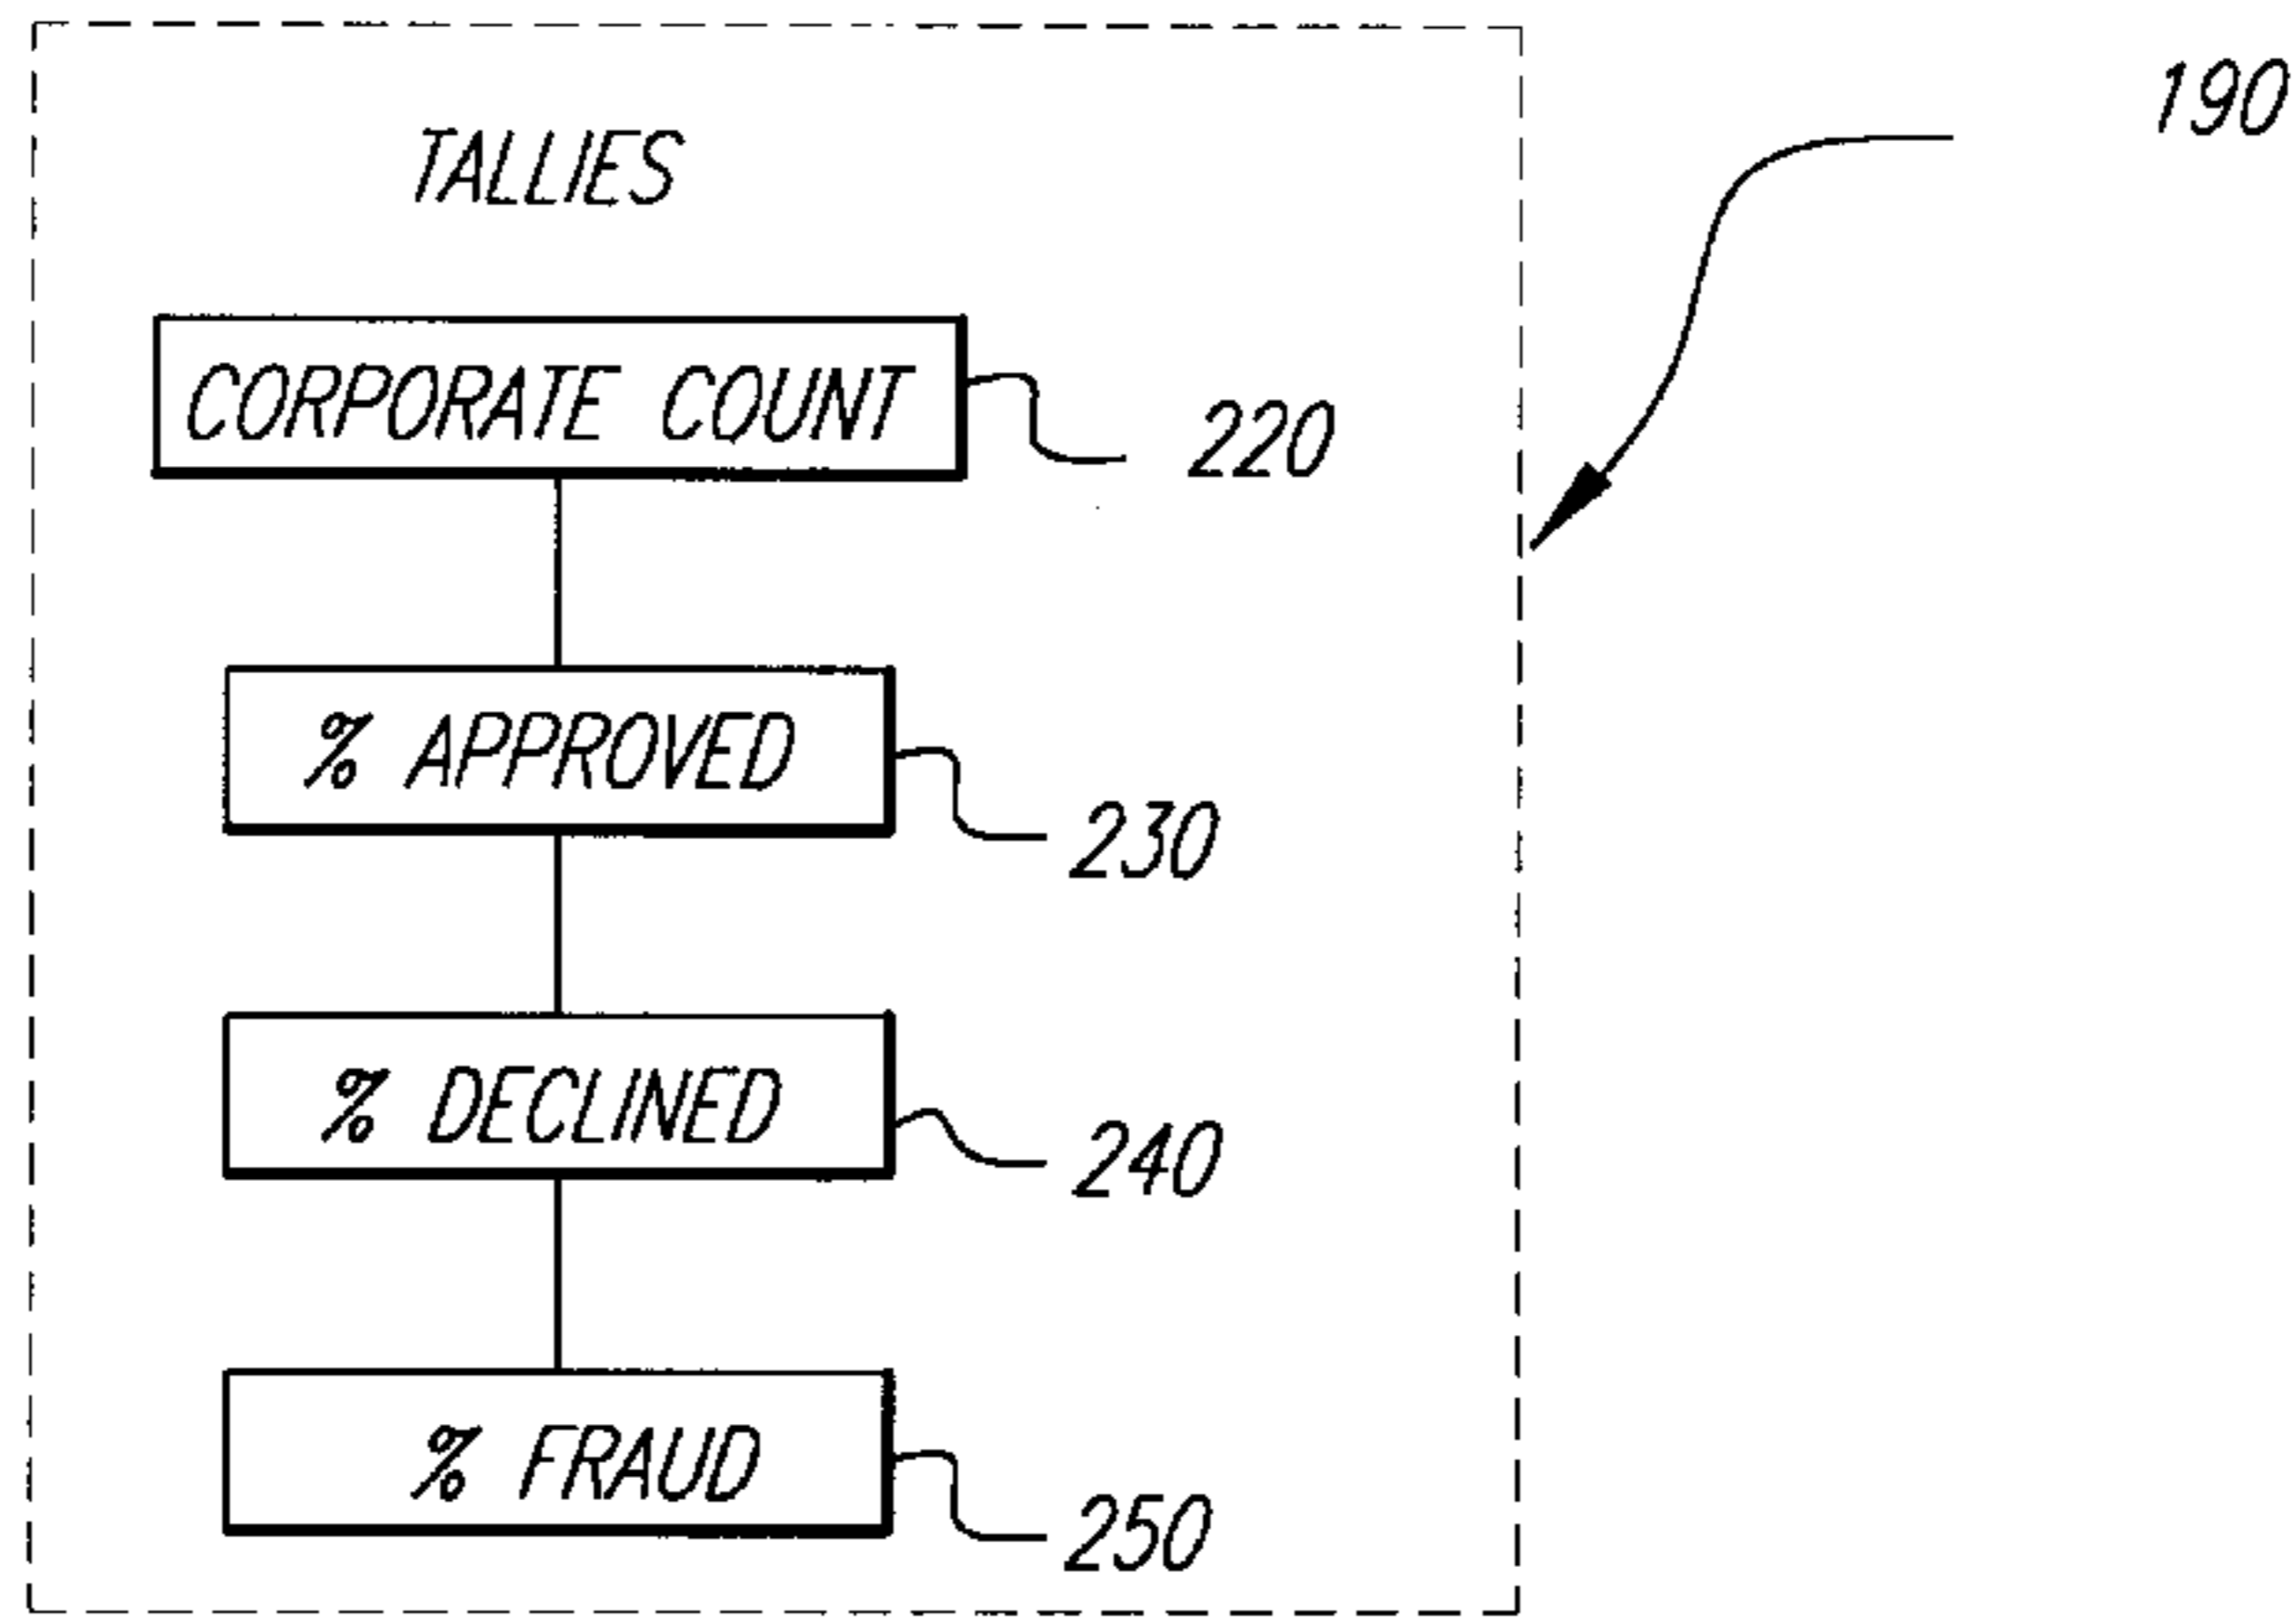 190
TALLIES
CORPORATE COUNT
220
% APPROVED
230
% DECLINED
240
% FRAUD
250